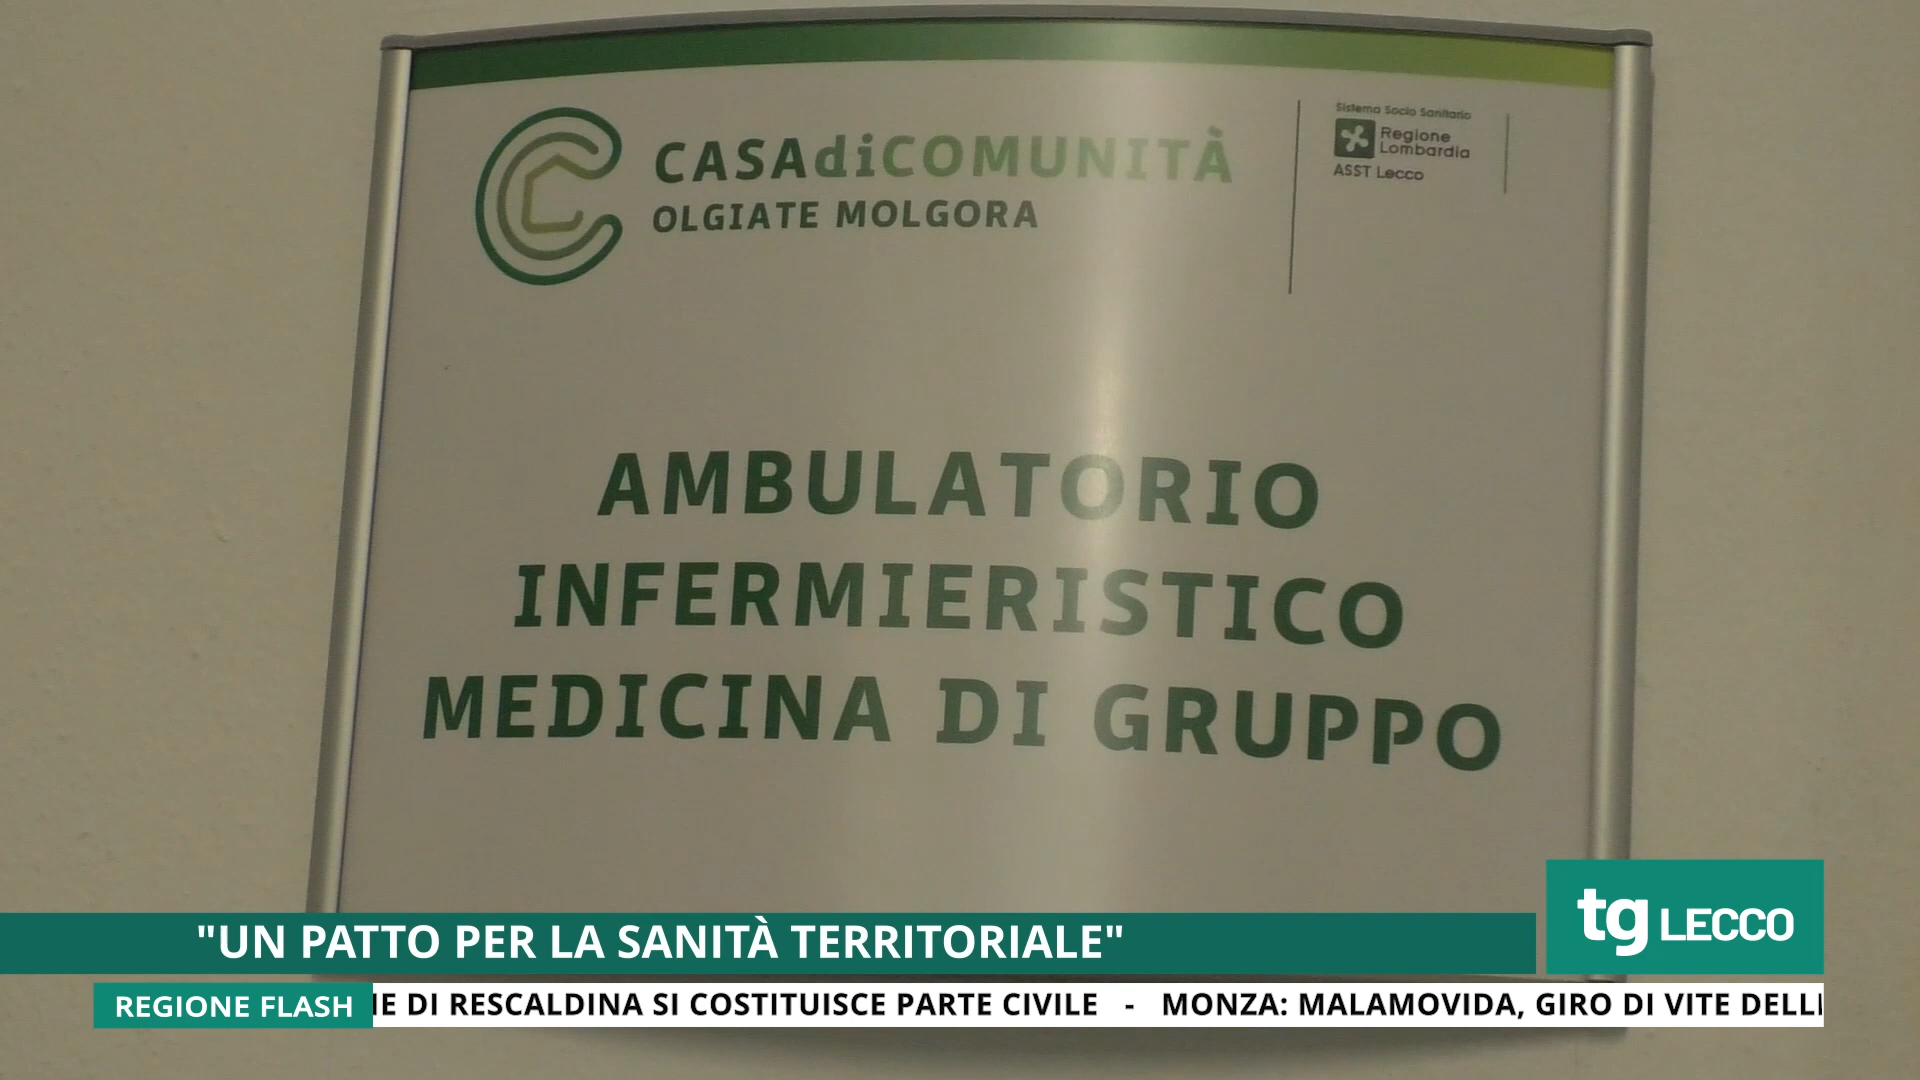 CASAdiCOMUNITÀ
OLGIATE MOLGORA
Sistema Socio Sanitario
Regione
Lombardia
ASST Lecco
AMBULATORIO
INFERMIERISTICO
MEDICINA DI GRUPPO
"UN PATTO PER LA SANITÀ TERRITORIALE"
tg LECCO
REGIONE FLASH
DI RESCALDINA SI COSTITUISCE PARTE CIVILE - MONZA: MALAMOVIDA, GIRO DI VITE